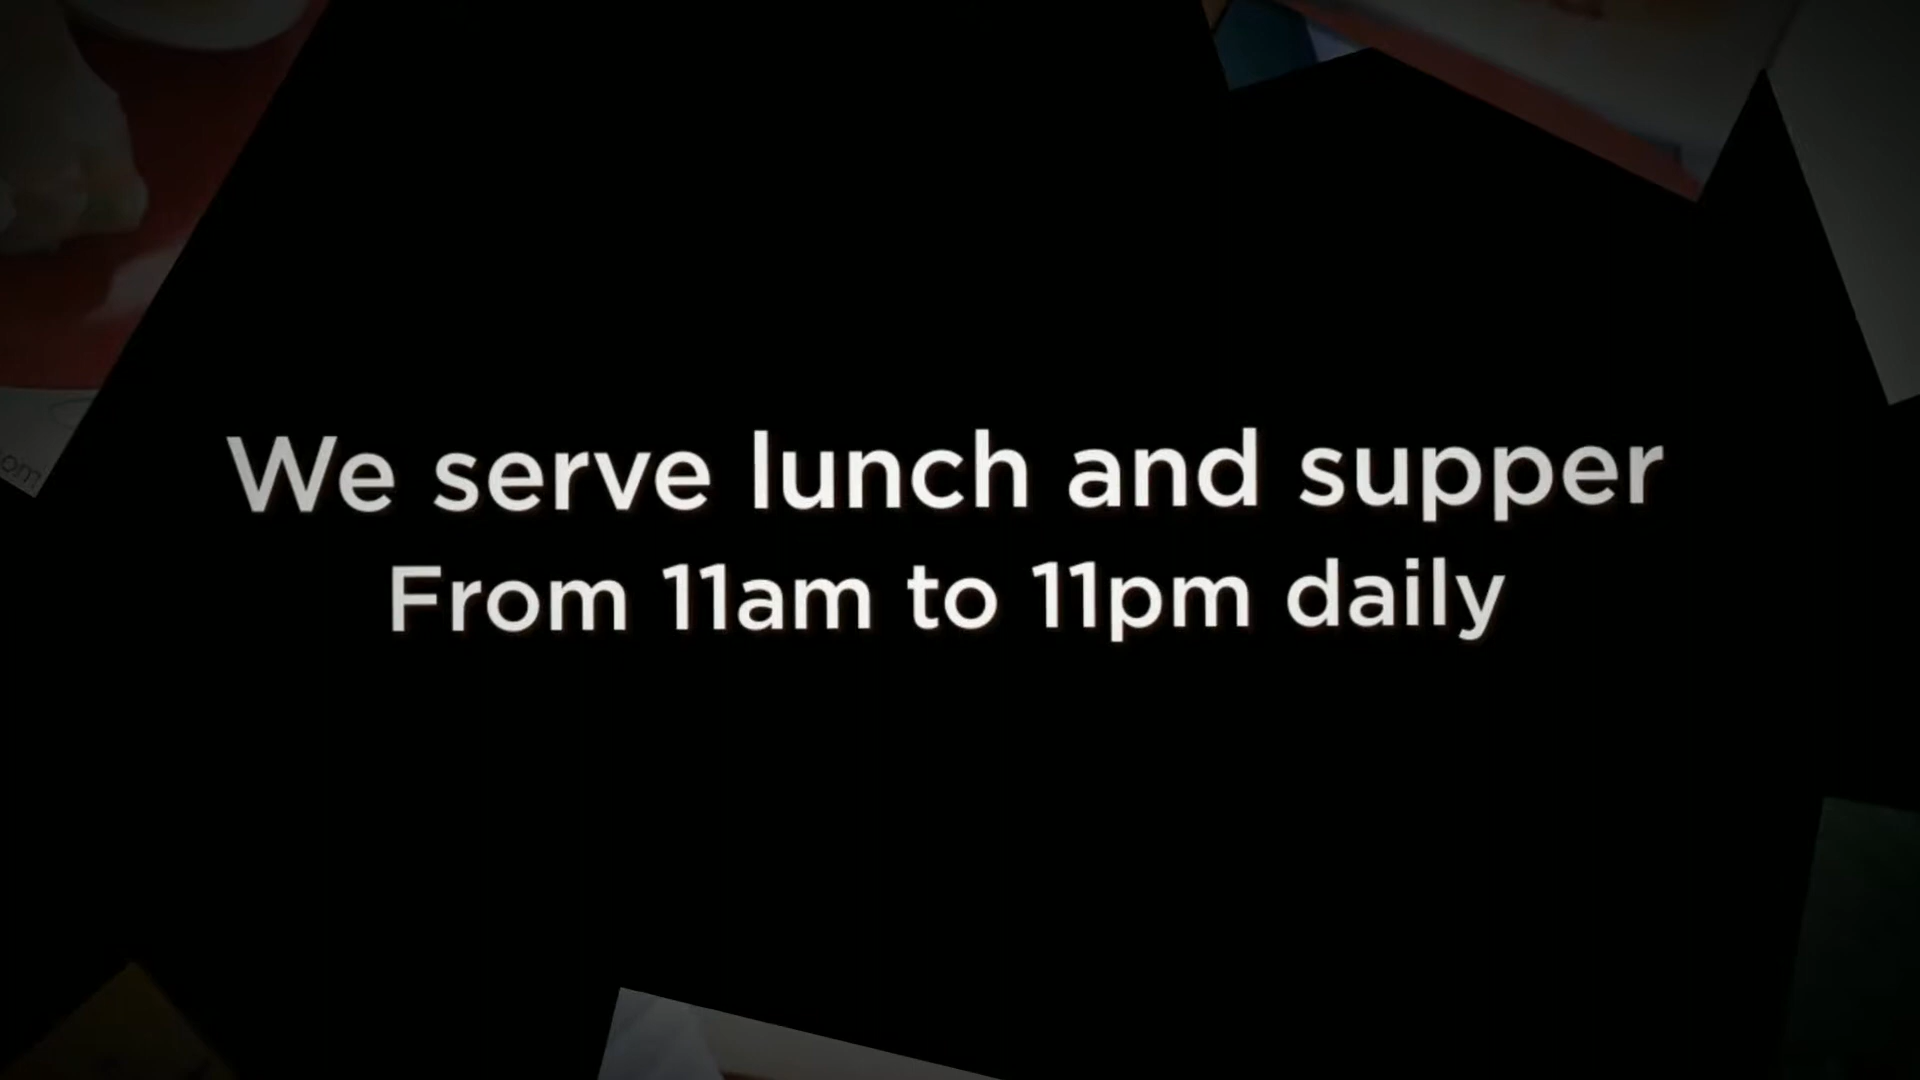 We serve lunch and supper
From 11am to 11pm daily